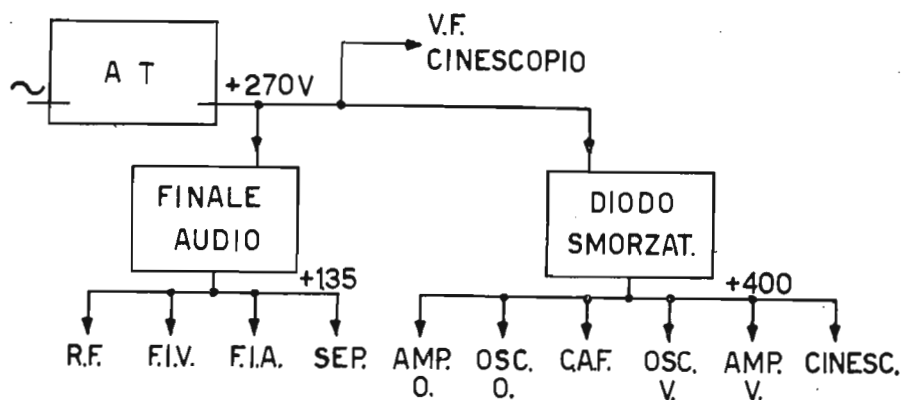 V.F.
CINESCOPIO
A T
+270V
FINALE
AUDIO
DIODO
SMORZAT.
+135
+400
R.F. F.I.V. F.I.A. SEP. AMP. O. OSC. O. C.A.F. OSC. V. AMP. V. CINESC.